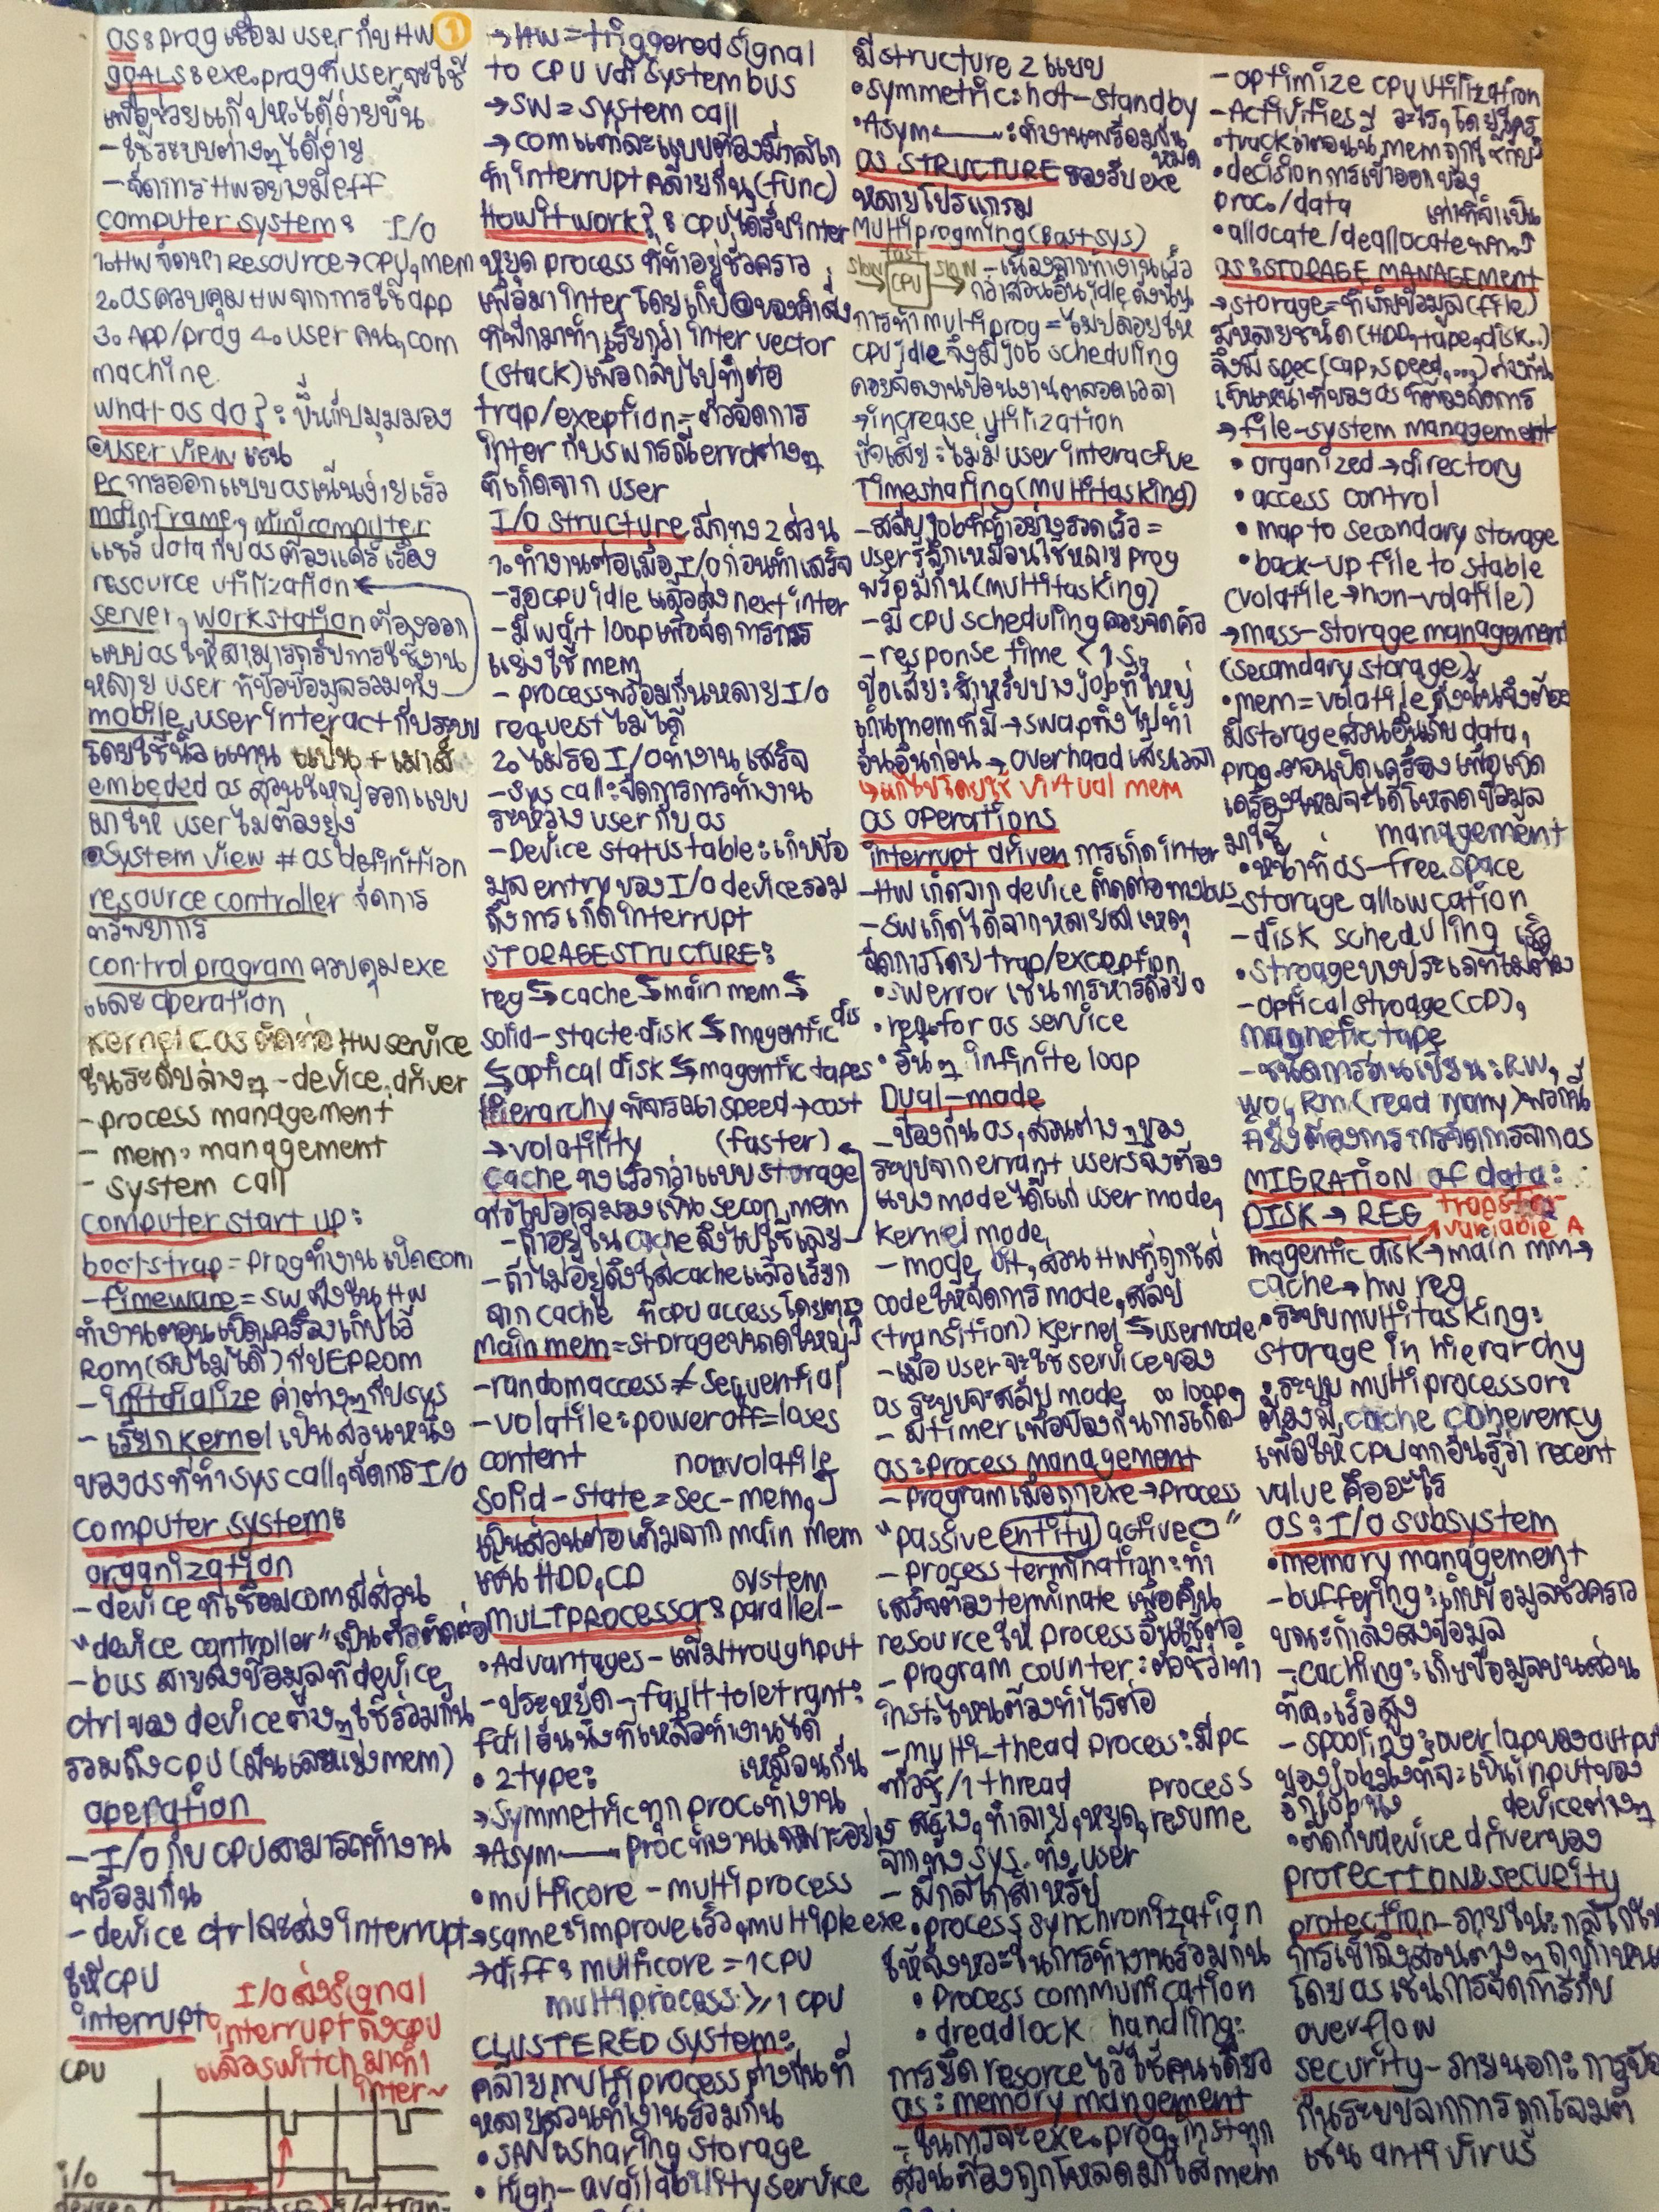 OS : prog เชื่อม user กับ HW ①
GOALS : exe. prog ที่ user จะใช้
เพื่อช่วยแก้ปห.ได้ง่ายขึ้น
- ใช้ระบบต่างๆ ได้ง่าย
- จัดการ HW อย่างมี eff.
computer system : I/O
1. HW จัดหา Resource → CPU, mem
2. OS ควบคุม HW จากการใช้ app
3. App/prog 4. user คน, com
machine
what os do? : ขึ้นกับมุมมอง
user view เช่น
PC การออกแบบ os เน้นง่าย เร็ว
mainframe, minicomputer
แชร์ data กับ os ต้องแคร์เรื่อง
resource utilization
server, workstation ต้องออก
แบบ os ให้สามารถรับการใช้งาน
หลาย user
mobile, user interact กับระบบ
โดยใช้นิ้ว แทน แป้น + เมาส์
embeded os ส่วนใหญ่ออกแบบ
มาให้ user ไม่ต้องยุ่ง
system view # os definition
resource controller จัดการ
ทรัพยากร
control program ควบคุม exe
และ operation
Kernel : os ติดต่อ HW service
ในระดับล่างๆ - device driver
- process management
- mem. management
- system call
computer start up :
bootstrap = prog ทำงานเปิด com
- fimeware = sw ฝังใน HW
ทำงานตอนเปิดเครื่อง เก็บไว้
ROM (ลบไม่ได้) กับ EPROM
- initialize ค่าต่างๆ กับ sys
- เรียก kernel เป็นส่วนหนึ่ง
ของ os ที่ทำ sys call, จัดการ I/O
computer system :
organization
- device ที่เชื่อม com มีส่วน
"device controller" เป็นตัวติดต่อ
- bus สายส่งข้อมูลที่ device,
ctrl ของ device ต่างๆ ใช้ร่วมกัน
รวมถึง CPU
operation
- I/O กับ CPU สามารถทำงาน
พร้อมกัน
- device ctrl จะส่ง interrupt
ให้ CPU
interrupt : I/O ส่ง signal
interrupt ถึง CPU
แล้ว switch มาทำ
inter~
CPU
i/o
→ HW = triggered signal
to CPU via system bus
→ SW = system call
→ com แต่ละแบบต้องมีกลไก
ทำ interrupt คล้ายกัน (func)
How it work? : CPU ได้รับ inter
หยุด process ที่ทำอยู่ชั่วคราว
เพื่อมา inter โดยเก็บ @ ของคำสั่ง
ที่พักมาทำ เรียกว่า inter vector
(stack) เพื่อกลับไปทำต่อ
trap/exeption = ตัวจัดการ
inter กับ sw กรณี error ต่างๆ
ที่เกิดจาก user
I/O structure มีทาง 2 ส่วน
1. ทำงานต่อเมื่อ I/O ก่อนทำเสร็จ
- รอ CPU idle แล้วส่ง next inter
- มี wait loop เพื่อจัดการการ
แย่งใช้ mem
- process พร้อมกันหลาย I/O
request ไม่ได้
2. ไม่รอ I/O ทำงานเสร็จ
- sys call : จัดการการทำงาน
ระหว่าง user กับ os
- Device status table : เก็บข้อ
มูล entry ของ I/O device รวม
ถึงการเกิด interrupt
STORAGE STRUCTURE :
reg ⇆ cache ⇆ main mem ⇆
solid-stacte disk ⇆ magentic dis
⇆ optical disk ⇆ magentic tapes
Hierarchy พิจารณา speed → cost
→ volatility (faster)
cache จะเร็วกว่าแบบ storage
ทั่วไป อาจมองเป็น secon. mem
- ถ้าอยู่ใน cache ดึงไปใช้เลย
- ถ้าไม่อยู่ดึงใส่ cache แล้วเรียก
จาก cache ที่ CPU access โดยตรง
main mem = storage ขนาดใหญ่
- random access ≠ sequential
- volatile : power off = loses
content nonvolatile
solid-state = sec-mem,
เป็นส่วนต่อเติมจาก main mem
เช่น HDD, CD system
MULTIPROCESSOR : parallel-
• Advantages - เพิ่ม troughput
- ประหยัด - fault toletrant :
fail อันนึงที่เหลือทำงานได้
• 2 type : เหมือนกัน
→ symmetric ทุก proc. ทำงาน
→ Asym— proc ทำงานเฉพาะอย่าง
• multicore - multiprocess
→ same : improve เร็ว, multiple exe
→ diff : multicore = 1 CPU
multiprocess ≥ 1 CPU
CLUSTERED SYSTEM :
คล้าย multiprocess ต่างกันที่
หลายส่วนทำงานร่วมกัน
• SAN : sharing storage
• High-availability service
มี structure 2 แบบ
• symmetric : hot-standby
• Asym— : ทำงานพร้อมกันหมด
OS STRUCTURE รองรับ exe
หลายโปรแกรม
Multiprogming (Bastsys)
slow → fast CPU → slow - เนื่องจากทำงานเร็ว
กว่าส่วนอื่น idle ดังนั้น
การทำ multiprog = ไม่ปล่อยให้
CPU idle จึงมี job scheduling
คอยจัดงานป้อนงานตลอดเวลา
→ increase utilization
ข้อเสีย : ไม่มี user interactive
Timesharing (multitasking)
- สลับ job ที่ทำอย่างรวดเร็ว =
user รู้สึกเหมือนใช้หลาย prog
พร้อมกัน (multitasking)
- มี CPU scheduling คอยจัดคิว
- response time < 1 s.
ข้อเสีย : สำหรับบาง job ที่ใหญ่
เกิน mem ที่มี → swap ทิ้งไปทำ
อันอื่นก่อน → overhaed เสียเวลา
↳ แก้ไขโดยใช้ virtual mem
OS operations
interrupt driven การเกิด inter
- HW เกิดจาก device ติดต่อทาง bus
- SW เกิดได้จากหลายสาเหตุ
จัดการโดย trap/exception
• SW error เช่น การหารด้วย 0
• req. for os service
• อื่นๆ infinite loop
Dual-mode
- ป้องกัน os, ส่วนต่างๆ ของ
ระบบจาก errant users จึงต้อง
แบ่ง mode ได้แก่ user mode,
kernel mode
- mode bit, ส่วน HW ที่ถูกใส่
code ให้จัดการ mode, สลับ
(transition) kernel ⇆ usermode
- เมื่อ user จะใช้ service ของ
os ระบบจะสลับ mode ∞ loop
- มี timer เพื่อป้องกันการเกิด
os : process management
- program เมื่อถูก exe → process
"passive entity active"
- process termination : ทำ
เสร็จต้อง terminate เพื่อคืน
resource ให้ process อื่นใช้ต่อ
- program counter : ตัวชี้ว่าทำ
inst. ไหนต้องทำไรต่อ
- multi-thead process : มี pc
ตัวชี้/1 thread process
สร้าง, ทำลาย, หยุด, resume
จากทั้ง sys. ทั้ง user
- มีกลไกสำหรับ
• process synchronization
ให้จังหวะในการทำงานร่วมกัน
• process communication
• dreadlock handling :
การยึด resorce ไว้ใช้คนเดียว
os : memory mangement
- ในการจะ exe. prog, inst ทุก
ส่วนต้องถูกโหลดมาใส่ mem
- optimize CPU utilization
- Activities อะไร, โดยใคร
• track ว่าตอนนี้ mem ถูกใช้กับ
• decision การเข้าออกของ
proc./data เท่าที่จำเป็น
• allocate/deallocate พท.
OS : STORAGE MANAGEMENT
→ storage = ที่เก็บข้อมูล (file)
มีหลายชนิด (HDD, tape, disk..)
จึงมี spec (cap, speed, ...) ต่างกัน
เป็นหน้าที่ของ os ที่ต้องจัดการ
→ file-system management
• organized → directory
• access control
• map to secondary storage
• back-up file to stable
(volatile → non-volatile)
→ mass-storage management
(secondary storage)
• mem = volatile ดังนั้นจึงต้อง
มี storage ส่วนอื่นเก็บ data,
prog. ตอนปิดเครื่อง เพื่อเปิด
เครื่องใหม่จะได้โหลดข้อมูล
มาใช้ management
• หน้าที่ os - free space
- storage allowcation
- disk scheduling
• stroage บางประเภทที่ไม่ต้อง
- optical stroage (CD),
magnetic tape
- ชนิดการอ่านเขียน : RW,
WO, RM (read many) พวกนี้
ก็ยังต้องการการจัดการจาก os
MIGRATION of data :
DISK → REG transfer variable A
magentic disk → main mm →
cache → hw reg
• ระบบ multitasking :
storage in hierarchy
• ระบบ multiprocessor :
ต้องมี cache coherency
เพื่อให้ CPU ทุกอันรู้ว่า recent
value คืออะไร
OS : I/O subsystem
• memory management
- buffering : เก็บข้อมูลชั่วคราว
ขณะกำลังส่งข้อมูล
- caching : เก็บข้อมูลบนส่วน
ที่ค.เร็วสูง
- spooling : overlap ของ output
ของ job นึงที่จะเป็น input ของ
อีก job นึง device ต่างๆ
• ติดกับ device driver ของ
PROTECTION & security
protection - ภายใน : กลไกใน
การเข้าถึงส่วนต่างๆ ถูกกำหน
โดย os เช่น การจัดการกับ
overflow
security - ภายนอก : การป้อ
งกันระบบจากการถูกโจมตี
เช่น antivirus